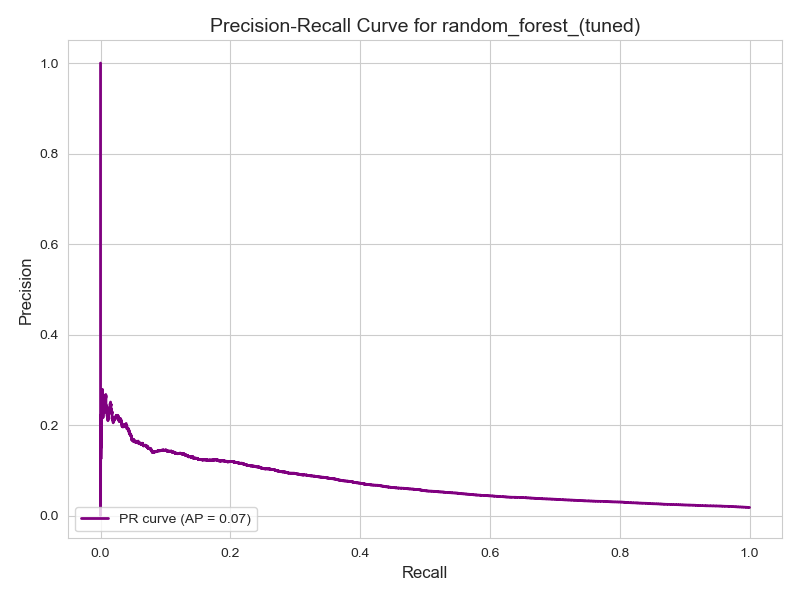 Precision-Recall Curve for random_forest_(tuned)
1.0
0.8
0.6
0.4
0.2
0.0
Precision
PR curve (AP = 0.07)
0.0 0.2 0.4 0.6 0.8 1.0
Recall